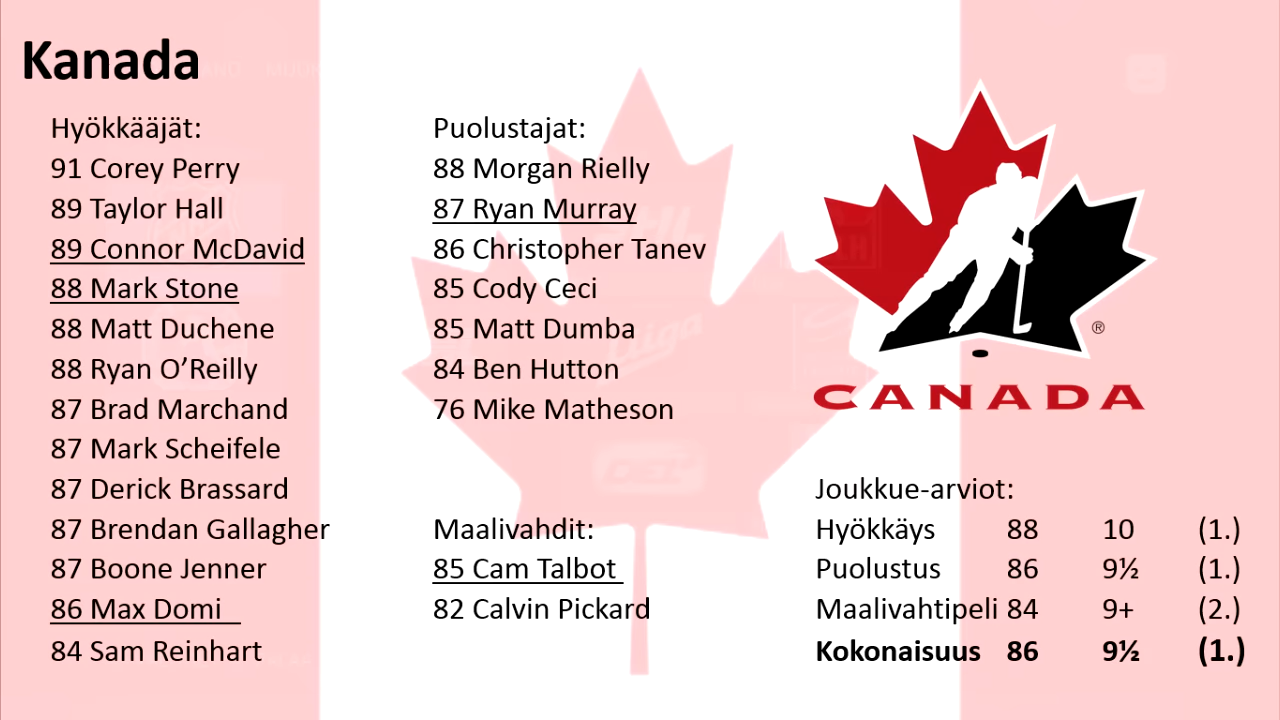 Kanada
Hyökkääjät:
91 Corey Perry
89 Taylor Hall
89 Connor McDavid
88 Mark Stone
88 Matt Duchene
88 Ryan O’Reilly
87 Brad Marchand
87 Mark Scheifele
87 Derick Brassard
87 Brendan Gallagher
87 Boone Jenner
86 Max Domi
84 Sam Reinhart
Puolustajat:
88 Morgan Rielly
87 Ryan Murray
86 Christopher Tanev
85 Cody Ceci
85 Matt Dumba
84 Ben Hutton
76 Mike Matheson
Maalivahdit:
85 Cam Talbot
82 Calvin Pickard
®
CANADA
Joukkue-arviot:
Hyökkäys 88 10 (1.)
Puolustus 86 9½ (1.)
Maalivahtipeli 84 9+ (2.)
Kokonaisuus 86 9½ (1.)